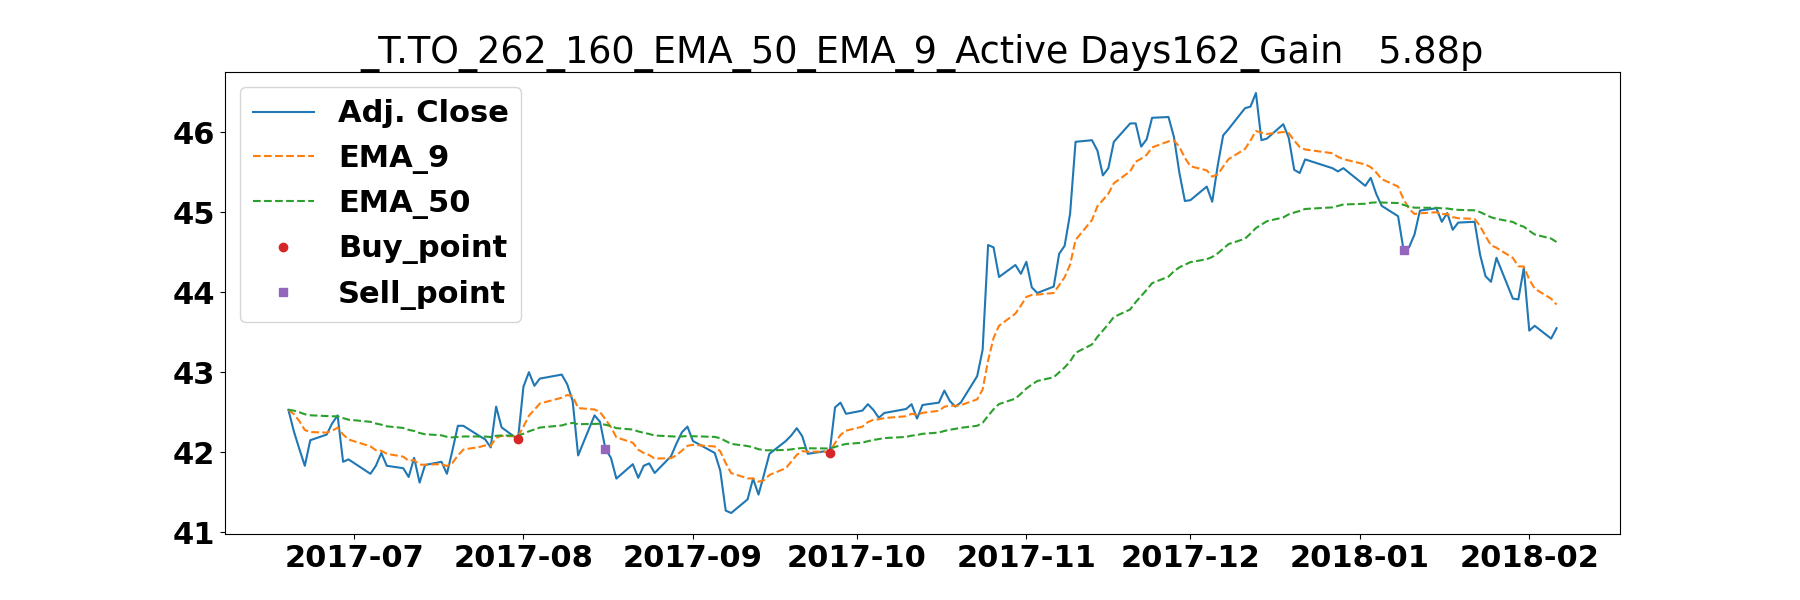 _T.TO_262_160_EMA_50_EMA_9_Active Days162_Gain   5.88p
Adj. Close
EMA_9
EMA_50
Buy_point
Sell_point
46
45
44
43
42
41
2017-07 2017-08 2017-09 2017-10 2017-11 2017-12 2018-01 2018-02